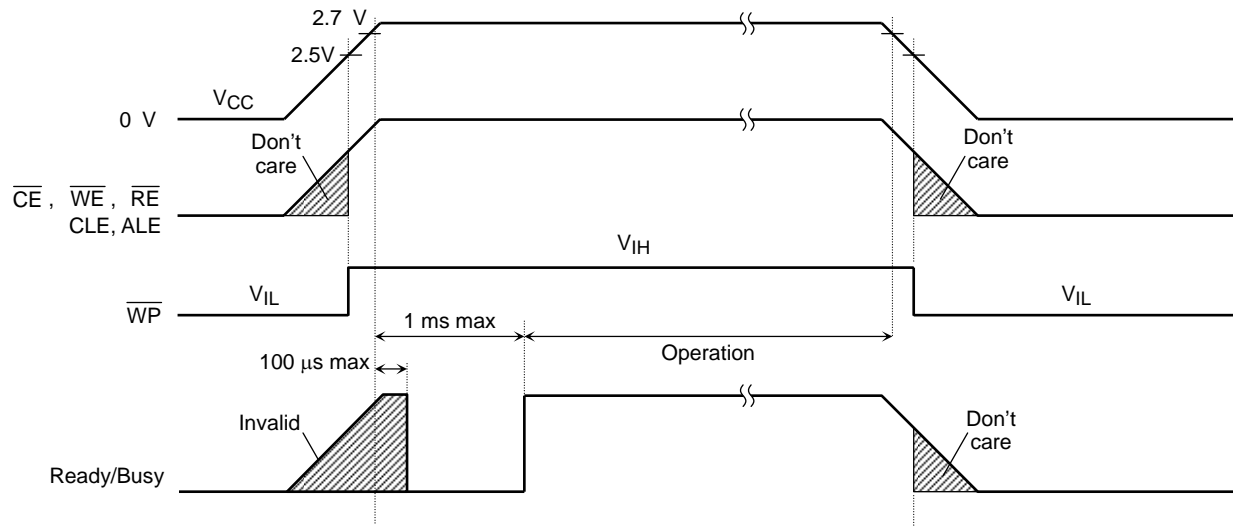 2.7 V
2.5V
VCC
0 V
Don't
care
Don't
care
CE , WE , RE
CLE, ALE
VIH
VIL
WP
VIL
1 ms max
Operation
100 µs max
Invalid
Don't
care
Ready/Busy